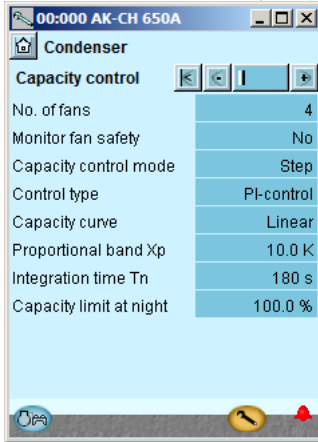 00:000 AK-CH 650A
Condenser
Capacity control
No. of fans 4
Monitor fan safety No
Capacity control mode Step
Control type PI-control
Capacity curve Linear
Proportional band Xp 10.0 K
Integration time Tn 180 s
Capacity limit at night 100.0 %